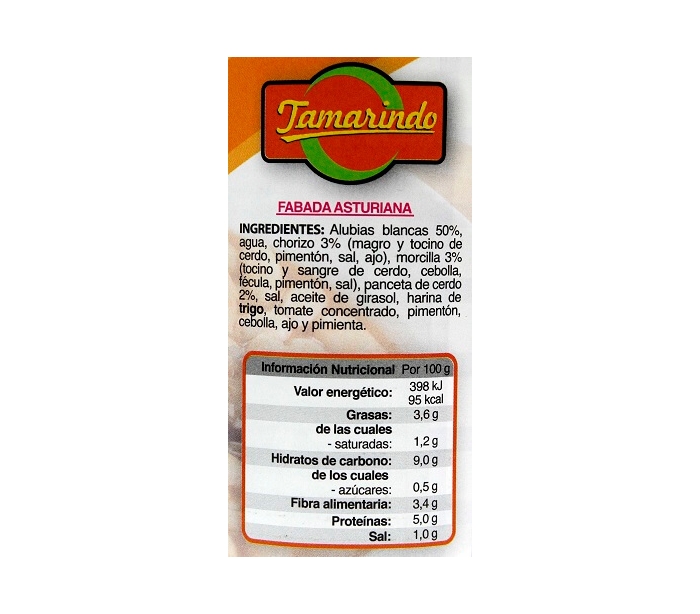 Tamarindo
FABADA ASTURIANA
INGREDIENTES: Alubias blancas 50%,
agua, chorizo 3% (magro y tocino de
cerdo, pimentón, sal, ajo), morcilla 3%
(tocino y sangre de cerdo, cebolla,
fécula, pimentón, sal), panceta de cerdo
2%, sal, aceite de girasol, harina de
trigo, tomate concentrado, pimentón,
cebolla, ajo y pimienta.
Información Nutricional Por 100 g
Valor energético: 398 kJ
95 kcal
Grasas: 3,6 g
de las cuales
- saturadas: 1,2 g
Hidratos de carbono: 9,0 g
de los cuales
- azúcares: 0,5 g
Fibra alimentaria: 3,4 g
Proteínas: 5,0 g
Sal: 1,0 g